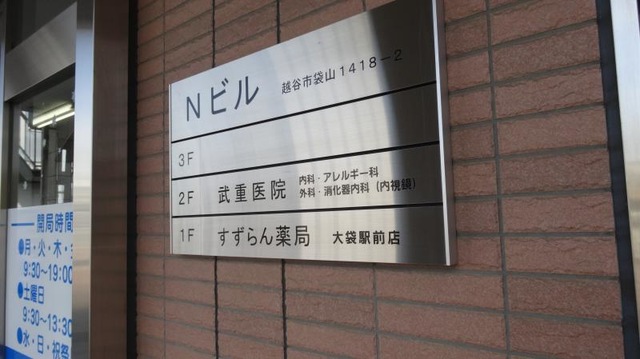 Nビル 越谷市袋山1418-2
3F
2F 武重医院 内科・アレルギー科
外科・消化器内科(内視鏡)
1F すずらん薬局 大袋駅前店
開局時間
●月・火・木・
9:30～19:00
●土曜日
9:30～13:30
●水・日・祝祭